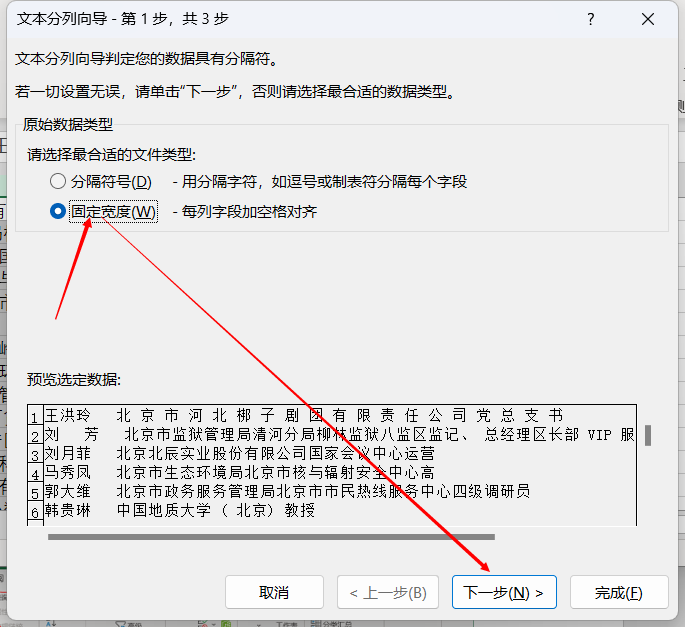 文本分列向导 - 第 1 步，共 3 步
?
文本分列向导判定您的数据具有分隔符。
若一切设置无误，请单击“下一步”，否则请选择最合适的数据类型。
原始数据类型
请选择最合适的文件类型:
分隔符号(D) - 用分隔字符，如逗号或制表符分隔每个字段
固定宽度(W) - 每列字段加空格对齐
预览选定数据:
1 王洪玲 北 京 市 河 北 梆 子 剧 团 有 限 责 任 公 司 党 总 支 书
2 刘 芳 北京市监狱管理局清河分局柳林监狱八监区监记、 总经理区长部 VIP 服
3 刘月菲 北京北辰实业股份有限公司国家会议中心运营
4 马秀凤 北京市生态环境局北京市核与辐射安全中心高
5 郭大维 北京市政务服务管理局北京市市民热线服务中心四级调研员
6 韩贵琳 中国地质大学（ 北京）教授
取消 < 上一步(B) 下一步(N) > 完成(F)